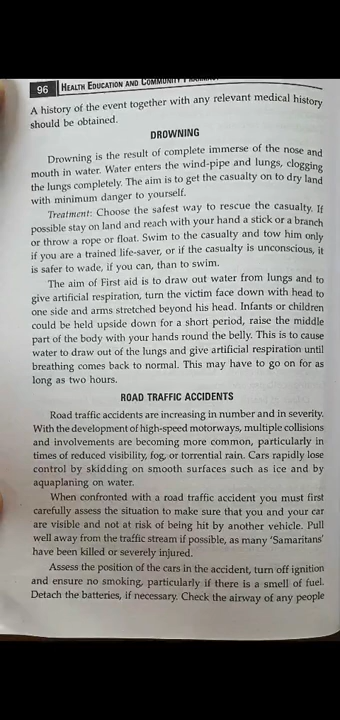 96 HEALTH EDUCATION AND COMMUNITY
A history of the event together with any relevant medical history
should be obtained.
DROWNING
Drowning is the result of complete immerse of the nose and
mouth in water. Water enters the wind-pipe and lungs, clogging
the lungs completely. The aim is to get the casualty on to dry land
with minimum danger to yourself.
Treatment: Choose the safest way to rescue the casualty. If
possible stay on land and reach with your hand a stick or a branch
or throw a rope or float. Swim to the casualty and tow him only
if you are a trained life-saver, or if the casualty is unconscious, it
is safer to wade, if you can, than to swim.
The aim of First aid is to draw out water from lungs and to
give artificial respiration, turn the victim face down with head to
one side and arms stretched beyond his head. Infants or children
could be held upside down for a short period, raise the middle
part of the body with your hands round the belly. This is to cause
water to draw out of the lungs and give artificial respiration until
breathing comes back to normal. This may have to go on for as
long as two hours.
ROAD TRAFFIC ACCIDENTS
Road traffic accidents are increasing in number and in severity.
With the development of high-speed motorways, multiple collisions
and involvements are becoming more common, particularly in
times of reduced visibility, fog, or torrential rain. Cars rapidly lose
control by skidding on smooth surfaces such as ice and by
aquaplaning on water.
When confronted with a road traffic accident you must first
carefully assess the situation to make sure that you and your car
are visible and not at risk of being hit by another vehicle. Pull
well away from the traffic stream if possible, as many 'Samaritans'
have been killed or severely injured.
Assess the position of the cars in the accident, turn off ignition
and ensure no smoking, particularly if there is a smell of fuel.
Detach the batteries, if necessary. Check the airway of any people